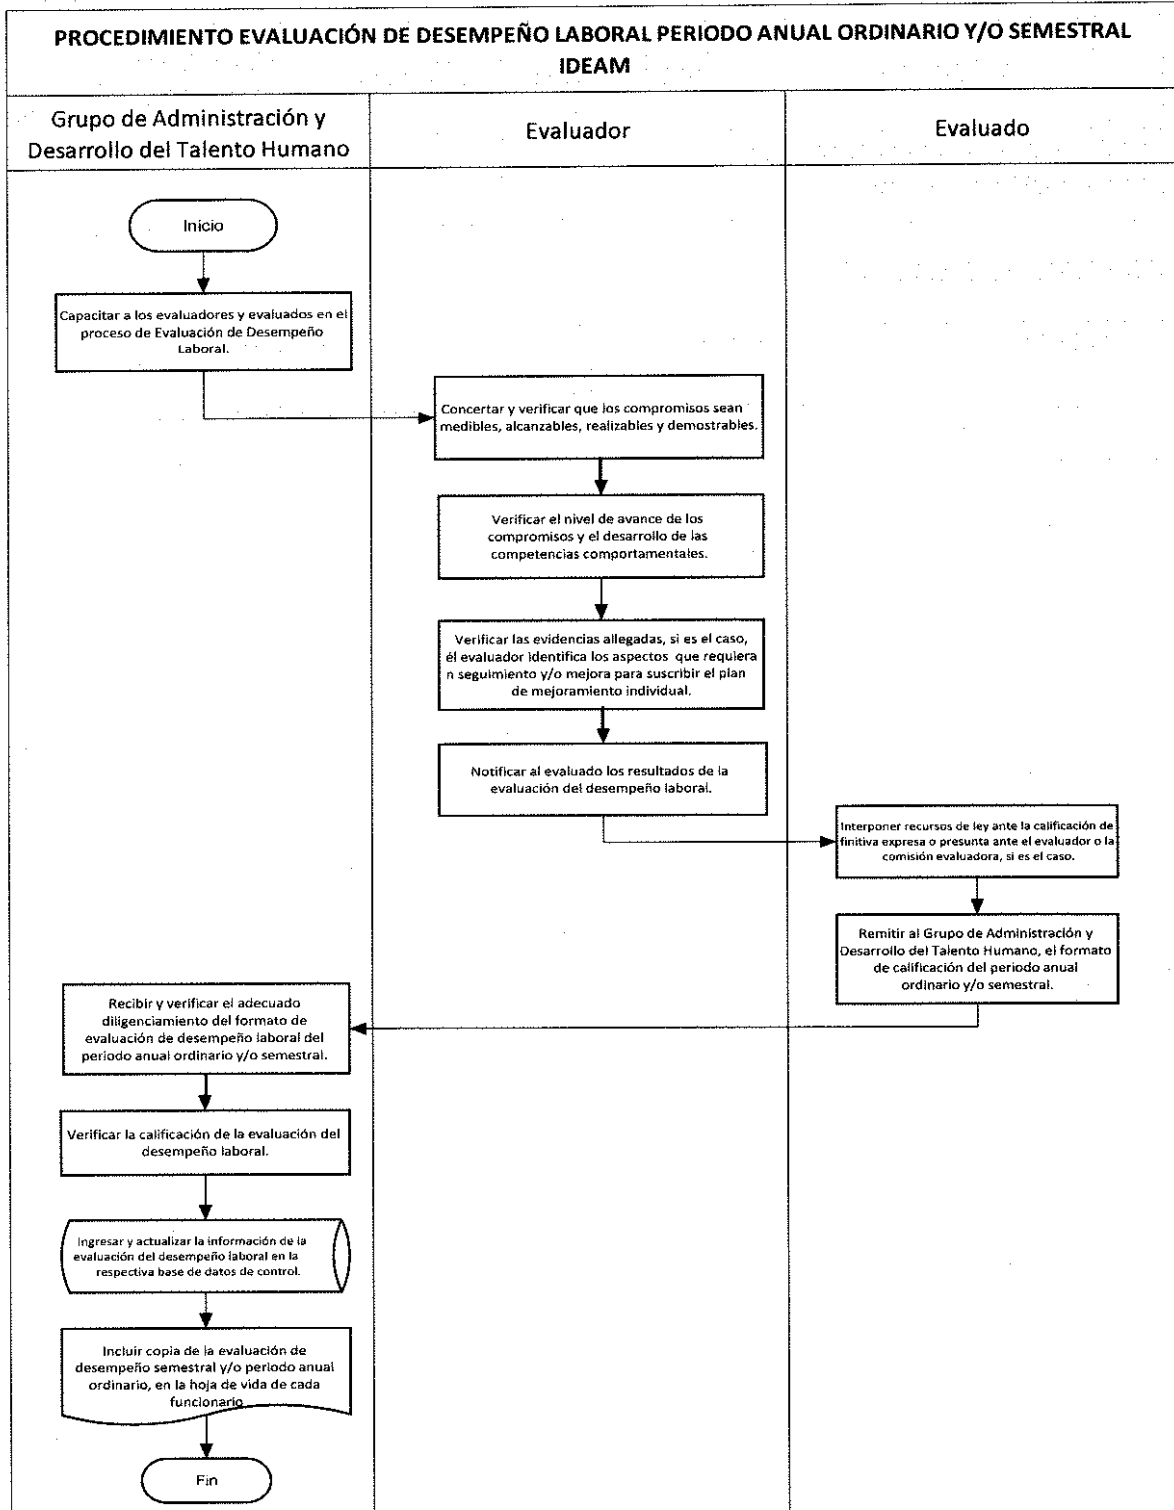 PROCEDIMIENTO EVALUACIÓN DE DESEMPEÑO LABORAL PERIODO ANUAL ORDINARIO Y/O SEMESTRAL
IDEAM
Grupo de Administración y
Desarrollo del Talento Humano
Evaluador
Evaluado
Inicio
Capacitar a los evaluadores y evaluados en el
proceso de Evaluación de Desempeño
Laboral.
Concertar y verificar que los compromisos sean
medibles, alcanzables, realizables y demostrables.
Verificar el nivel de avance de los
compromisos y el desarrollo de las
competencias comportamentales.
Verificar las evidencias allegadas, si es el caso,
él evaluador identifica los aspectos que requiera
n seguimiento y/o mejora para suscribir el plan
de mejoramiento individual.
Notificar al evaluado los resultados de la
evaluación del desempeño laboral.
Interponer recursos de ley ante la calificación de
finitiva expresa o presunta ante el evaluador o la
comisión evaluadora, si es el caso.
Remitir al Grupo de Administración y
Desarrollo del Talento Humano, el formato
de calificación del periodo anual
ordinario y/o semestral.
Recibir y verificar el adecuado
diligenciamiento del formato de
evaluación de desempeño laboral del
periodo anual ordinario y/o semestral.
Verificar la calificación de la evaluación del
desempeño laboral.
Ingresar y actualizar la información de la
evaluación del desempeño laboral en la
respectiva base de datos de control.
Incluir copia de la evaluación de
desempeño semestral y/o periodo anual
ordinario, en la hoja de vida de cada
funcionario
Fin